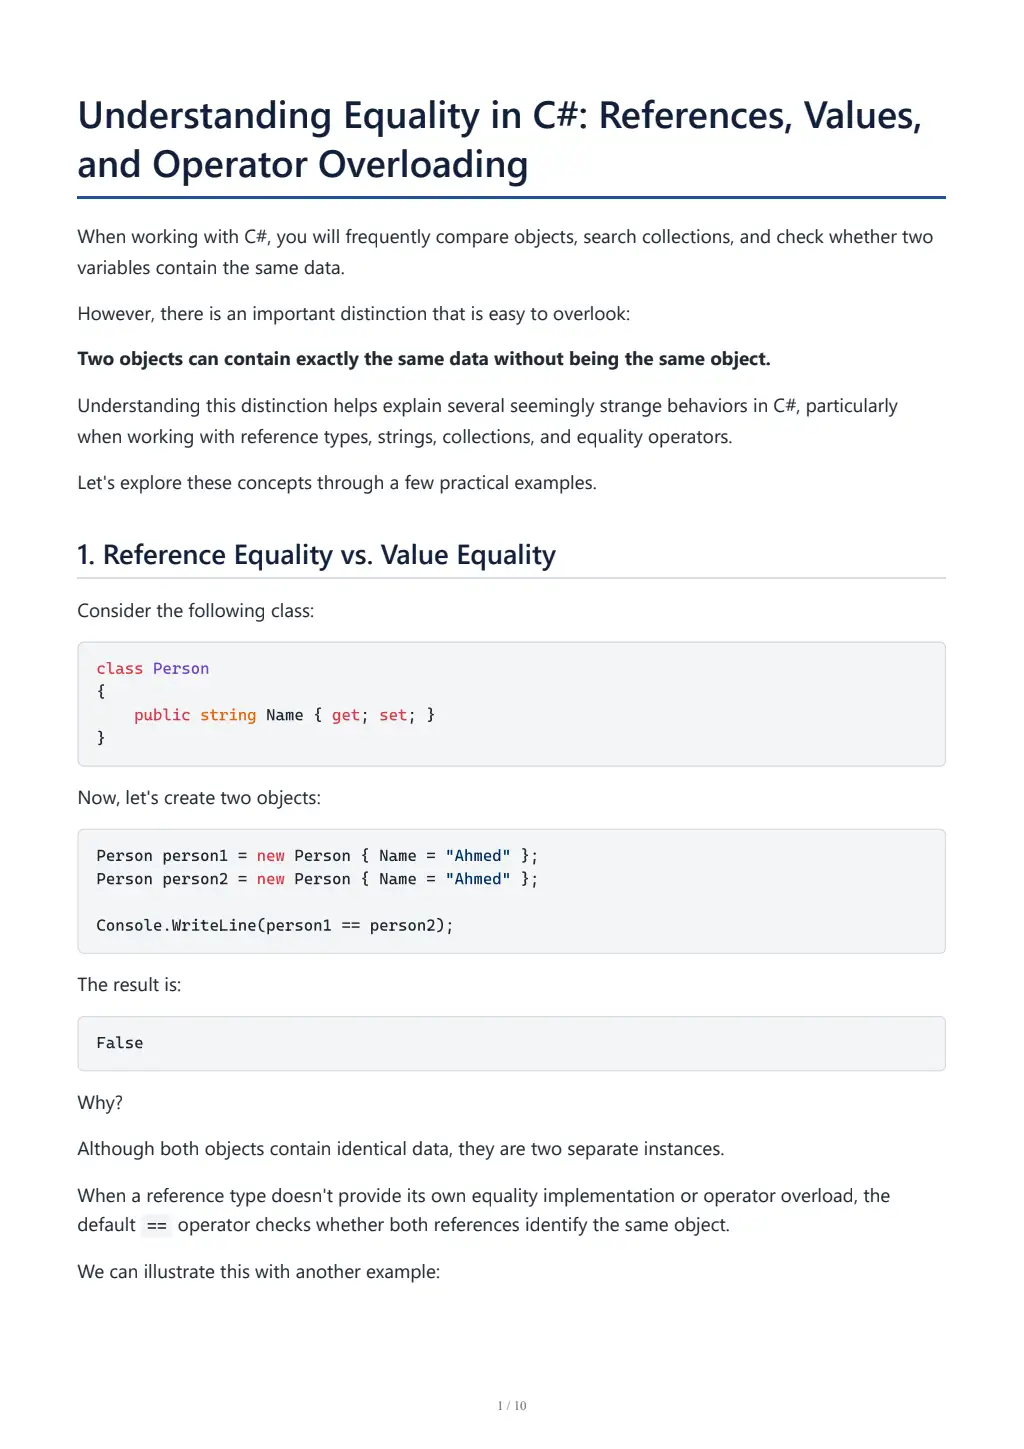 Understanding Equality in C#: References, Values,
and Operator Overloading
When working with C#, you will frequently compare objects, search collections, and check whether two
variables contain the same data.
However, there is an important distinction that is easy to overlook:
Two objects can contain exactly the same data without being the same object.
Understanding this distinction helps explain several seemingly strange behaviors in C#, particularly
when working with reference types, strings, collections, and equality operators.
Let's explore these concepts through a few practical examples.
1. Reference Equality vs. Value Equality
Consider the following class:
class Person
{
    public string Name { get; set; }
}
Now, let's create two objects:
Person person1 = new Person { Name = "Ahmed" };
Person person2 = new Person { Name = "Ahmed" };
Console.WriteLine(person1 == person2);
The result is:
False
Why?
Although both objects contain identical data, they are two separate instances.
When a reference type doesn't provide its own equality implementation or operator overload, the
default == operator checks whether both references identify the same object.
We can illustrate this with another example:
1 / 10